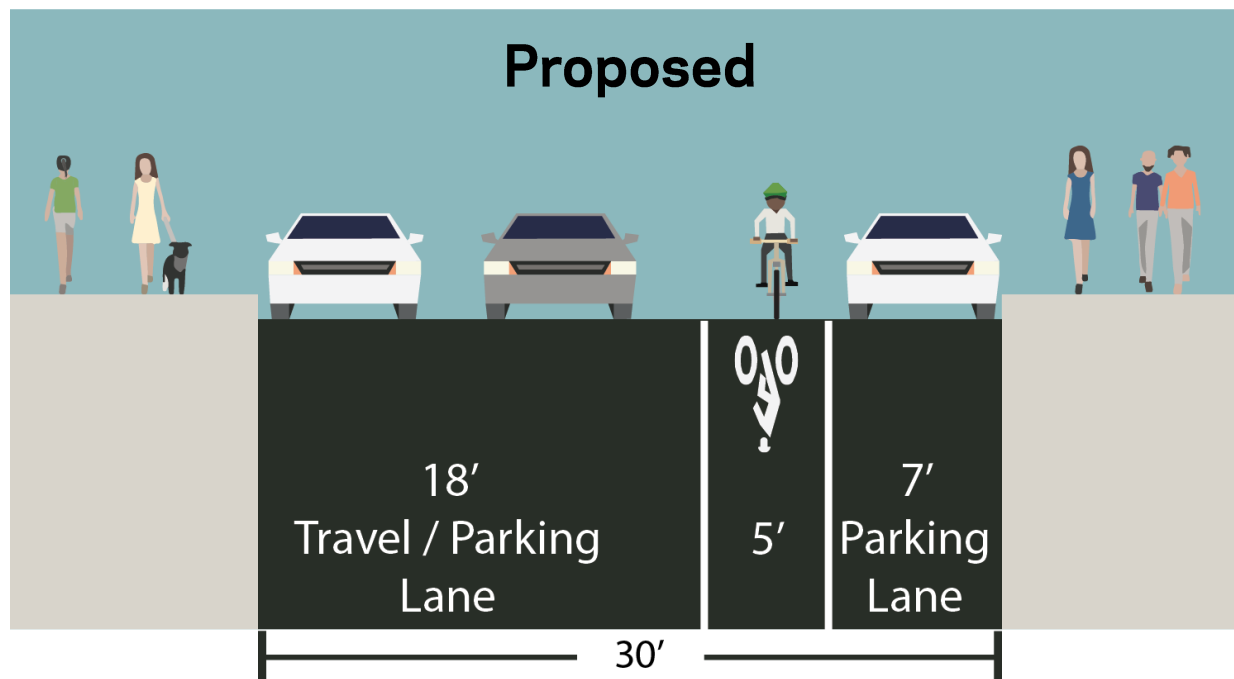 Proposed
18’
Travel / Parking
Lane
5’
7’
Parking
Lane
30’